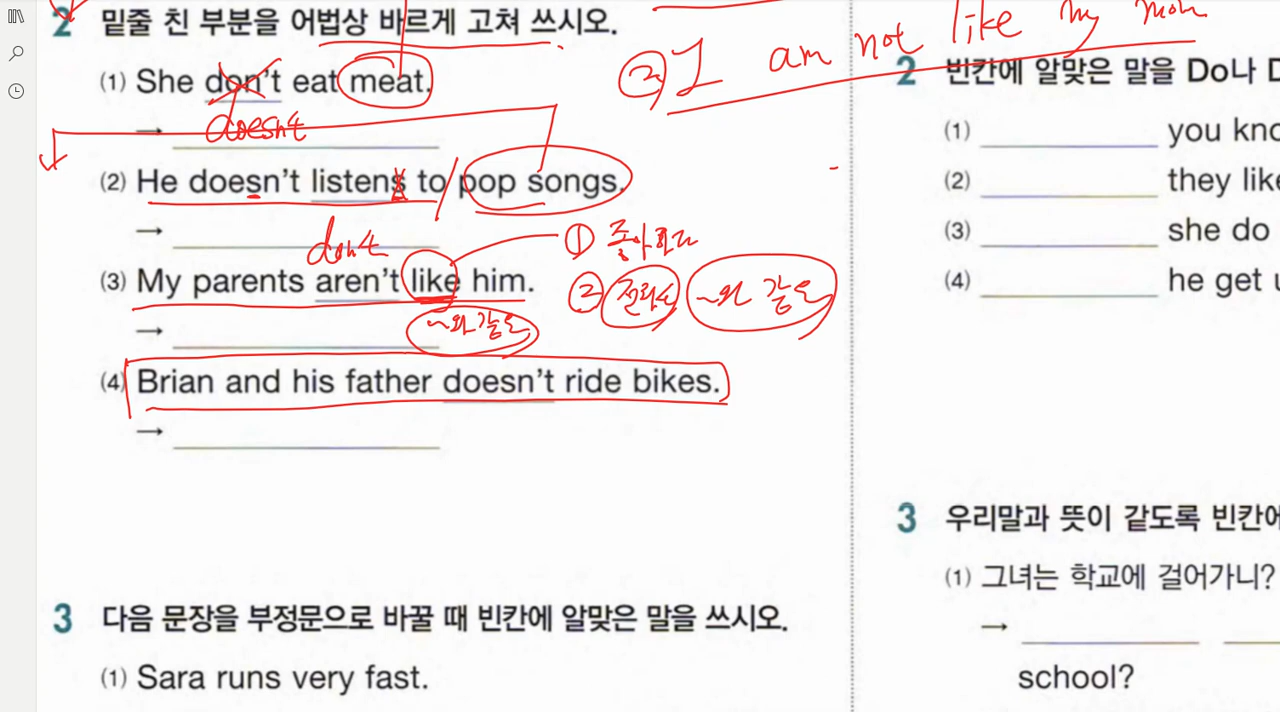 2 밑줄 친 부분을 어법상 바르게 고쳐 쓰시오.
(1) She don't eat meat.
→ doesn't
(2) He doesn't listens to pop songs.
→
don't
① 좋아하다
(3) My parents aren't like him.
② 전치사 ~와 같은
→
~와 같은
(4) Brian and his father doesn't ride bikes.
→
3 다음 문장을 부정문으로 바꿀 때 빈칸에 알맞은 말을 쓰시오.
(1) Sara runs very fast.
② I am not like my mom
2 빈칸에 알맞은 말을 Do나 D
(1) you kno
(2) they like
(3) she do
(4) he get u
3 우리말과 뜻이 같도록 빈칸에
(1) 그녀는 학교에 걸어가니?
→
school?